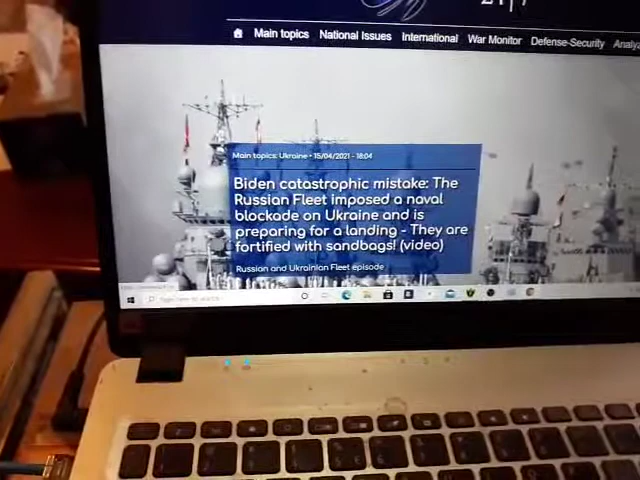 Main topics National Issues International War Monitor Defense-Security
Main topics: Ukraine • 15/04/2021 - 18:04
Biden catastrophic mistake: The
Russian Fleet imposed a naval
blockade on Ukraine and is
preparing for a landing - They are
fortified with sandbags! (video)
Russian and Ukrainian Fleet episode